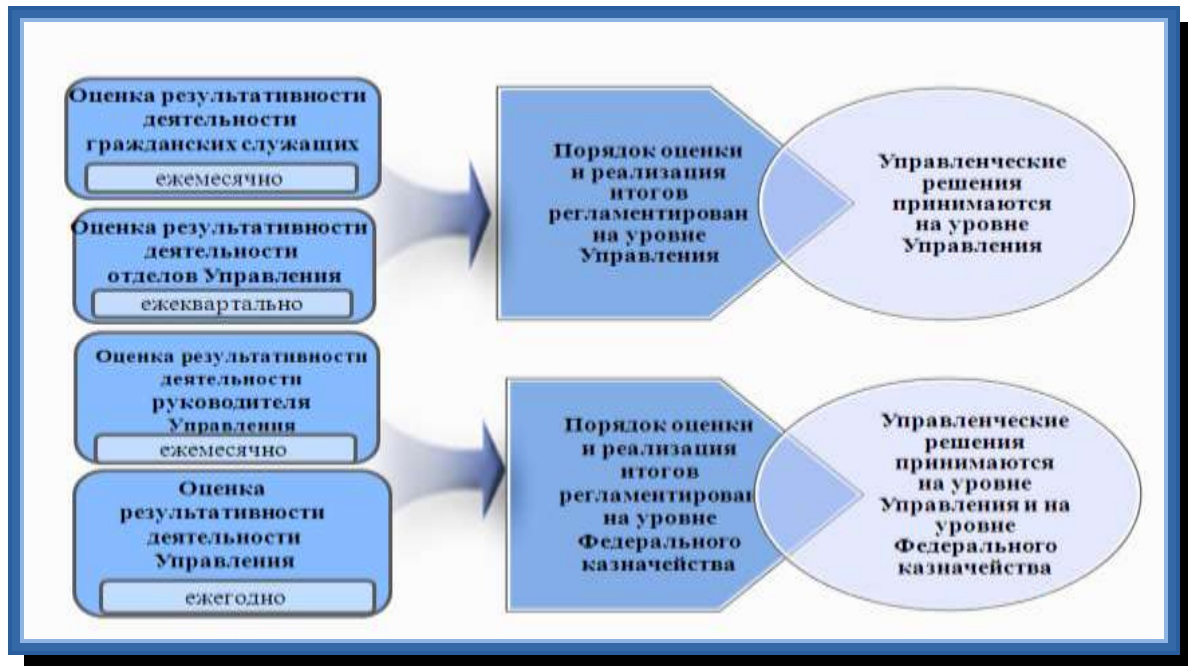 Оценка результативности
деятельности
гражданских служащих
ежемесячно
Оценка результативности
деятельности
отделов Управления
ежеквартально
Оценка результативности
деятельности
руководителя
Управления
ежемесячно
Оценка
результативности
деятельности
Управления
ежегодно
Порядок оценки
и реализация
итогов
регламентирован
на уровне
Управления
Управленческие
решения
принимаются
на уровне
Управления
Порядок оценки
и реализация
итогов
регламентирован
на уровне
Федерального
казначейства
Управленческие
решения
принимаются
на уровне
Управления и на
уровне
Федерального
казначейства